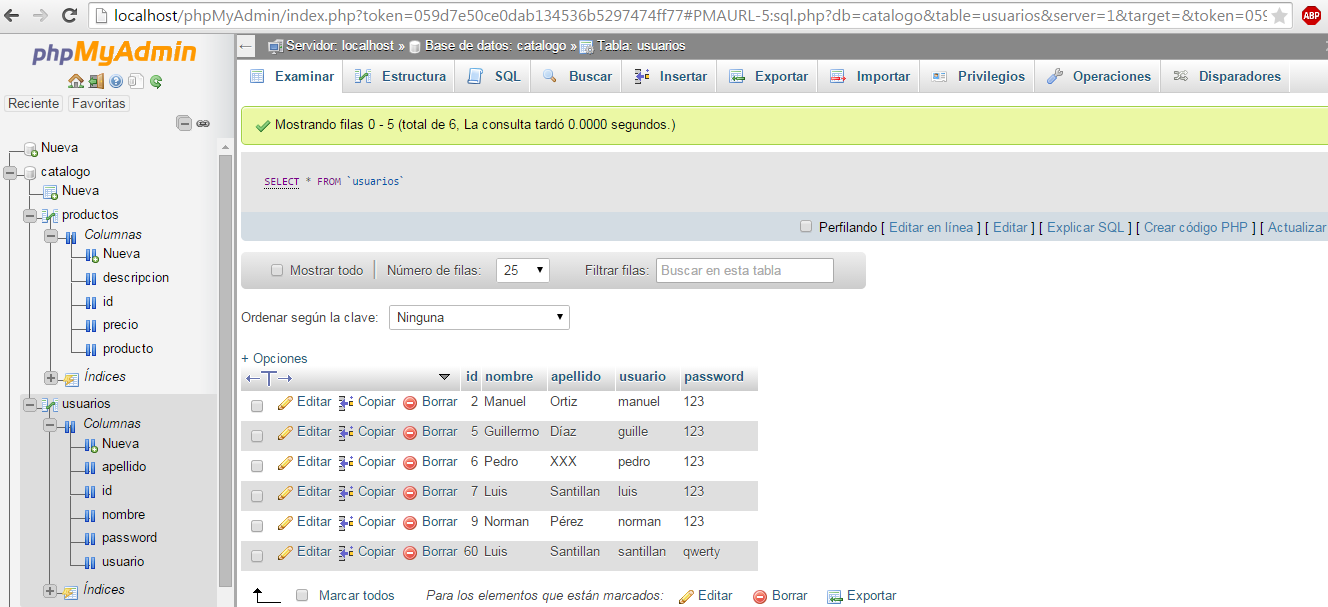 localhost/phpMyAdmin/index.php?token=059d7e50ce0dab134536b5297474ff77#PMAURL-5:sql.php?db=catalogo&table=usuarios&server=1&target=&token=059
ABP
phpMyAdmin
Reciente Favoritas
Nueva
catalogo
Nueva
productos
Columnas
Nueva
descripcion
id
precio
producto
Índices
usuarios
Columnas
Nueva
apellido
id
nombre
password
usuario
Índices
Servidor: localhost » Base de datos: catalogo » Tabla: usuarios
Examinar Estructura SQL Buscar Insertar Exportar Importar Privilegios Operaciones Disparadores
Mostrando filas 0 - 5 (total de 6, La consulta tardó 0.0000 segundos.)
SELECT * FROM `usuarios`
Perfilando [ Editar en línea ] [ Editar ] [ Explicar SQL ] [ Crear código PHP ] [ Actualizar
Mostrar todo Número de filas: 25 Filtrar filas: Buscar en esta tabla
Ordenar según la clave: Ninguna
+ Opciones
←T→ id nombre apellido usuario password
Editar Copiar Borrar 2 Manuel Ortiz manuel 123
Editar Copiar Borrar 5 Guillermo Díaz guille 123
Editar Copiar Borrar 6 Pedro XXX pedro 123
Editar Copiar Borrar 7 Luis Santillan luis 123
Editar Copiar Borrar 9 Norman Pérez norman 123
Editar Copiar Borrar 60 Luis Santillan santillan qwerty
Marcar todos Para los elementos que están marcados: Editar Borrar Exportar